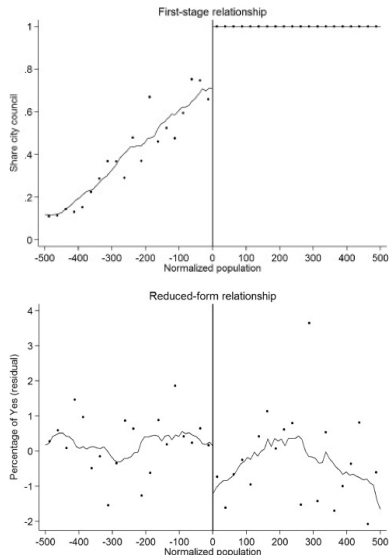 First-stage relationship
Share city council
1
.8
.6
.4
.2
0
-500 -400 -300 -200 -100 0 100 200 300 400 500
Normalized population
Reduced-form relationship
Percentage of Yes (residual)
4
3
2
1
0
-1
-2
-500 -400 -300 -200 -100 0 100 200 300 400 500
Normalized population